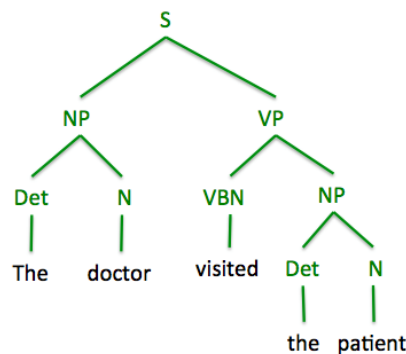 S
NP VP
Det N VBN NP
The doctor visited Det N
the patient